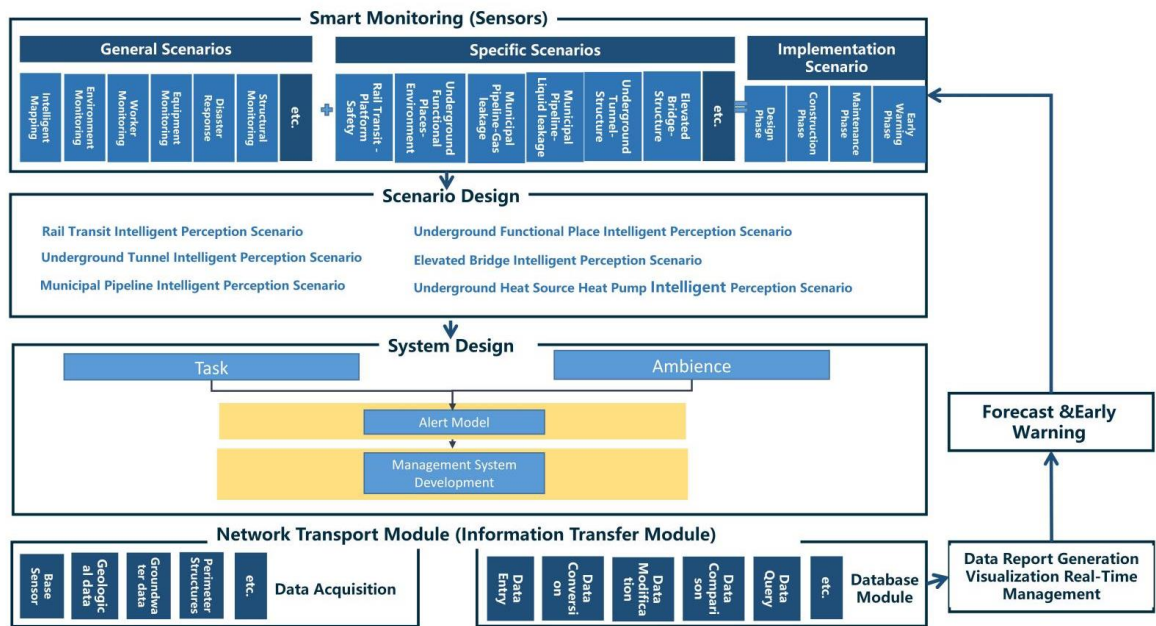 Smart Monitoring (Sensors)
General Scenarios
Specific Scenarios
Implementation
Scenario
Intelligent
Mapping
Environment
Monitoring
Worker
Monitoring
Equipment
Monitoring
Disaster
Response
Structural
Monitoring
etc.
+
Rail Transit -
Platform
Safety
Underground
Functional
Places-
Environment
Municipal
Pipeline-Gas
leakage
Municipal
Pipeline-
Liquid leakage
Underground
Tunnel-
Structure
Elevated
Bridge-
Structure
etc.
=
Design
Phase
Construction
Phase
Maintenance
Phase
Early
Warning
Phase
Scenario Design
Rail Transit Intelligent Perception Scenario
Underground Functional Place Intelligent Perception Scenario
Underground Tunnel Intelligent Perception Scenario
Elevated Bridge Intelligent Perception Scenario
Municipal Pipeline Intelligent Perception Scenario
Underground Heat Source Heat Pump Intelligent Perception Scenario
System Design
Task
Ambience
Alert Model
Management System
Development
Forecast &Early
Warning
Network Transport Module (Information Transfer Module)
Base
Sensor
Geologic
al data
Groundwa
ter data
Perimeter
Structures
etc.
Data Acquisition
Data
Entry
Data
Conversi
on
Data
Modifica
tion
Data
Compari
son
Data
Query
etc.
Database
Module
Data Report Generation
Visualization Real-Time
Management